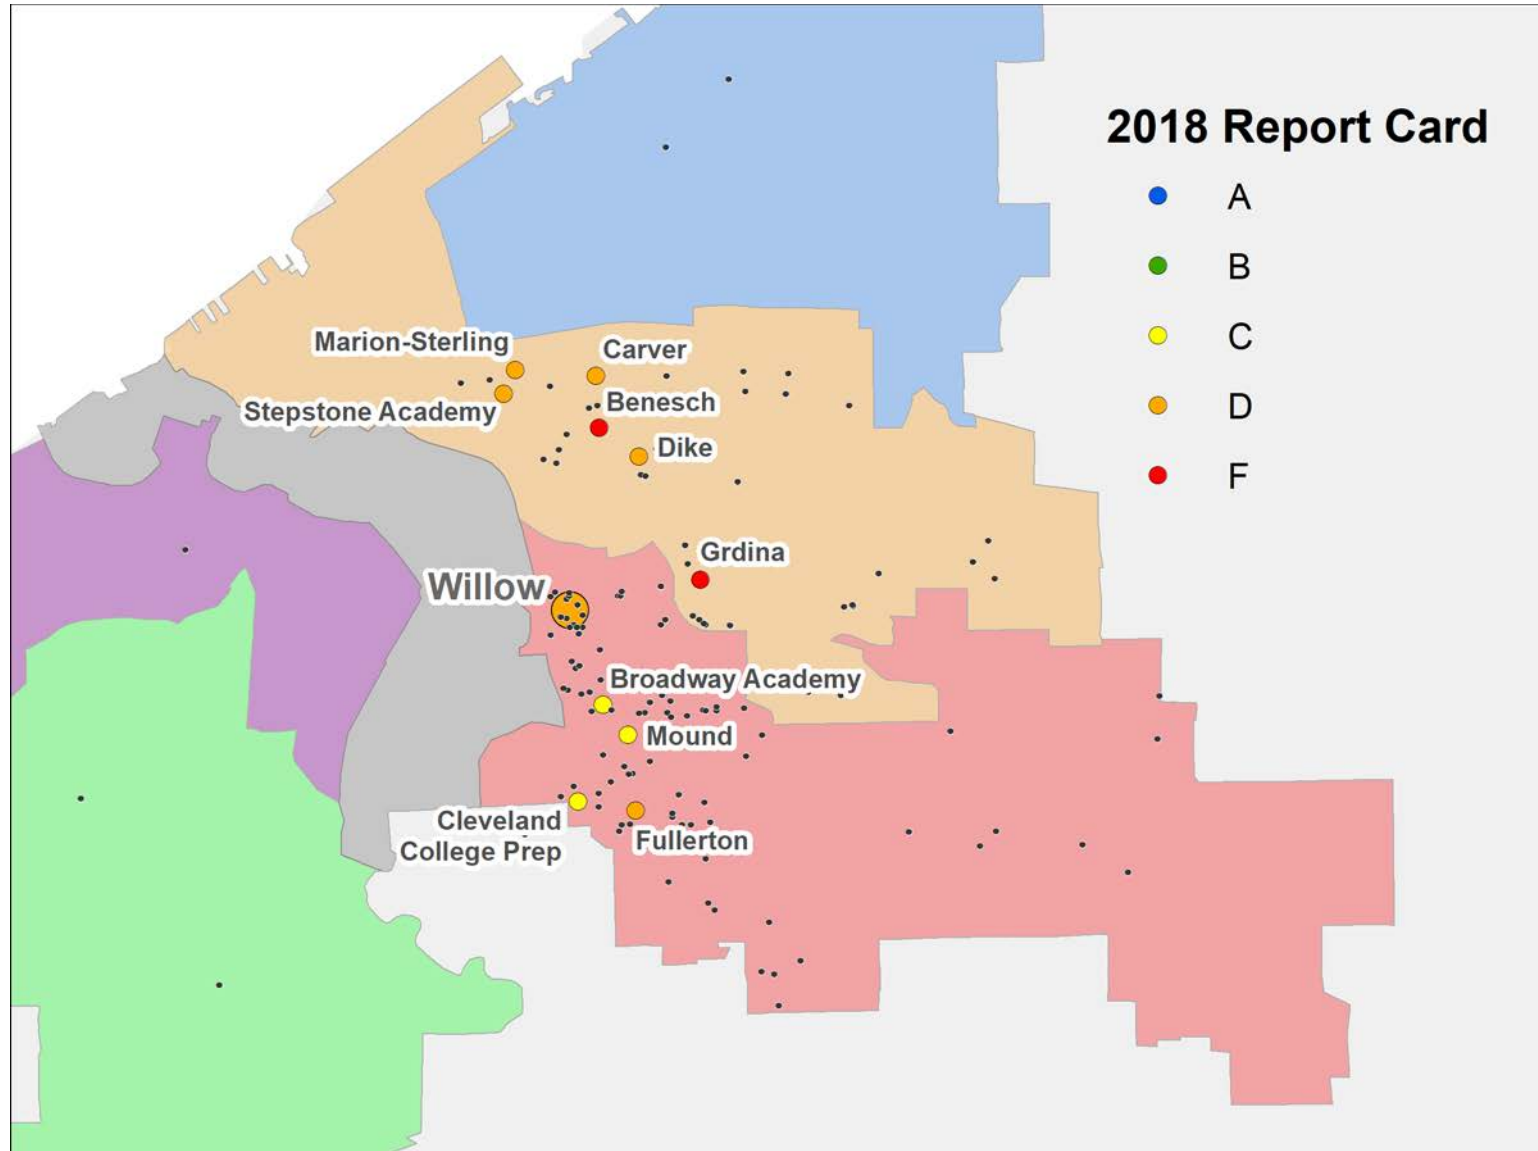 2018 Report Card
A
B
C
D
F
Marion-Sterling
Carver
Stepstone Academy
Benesch
Dike
Grdina
Willow
Broadway Academy
Mound
Cleveland
College Prep
Fullerton